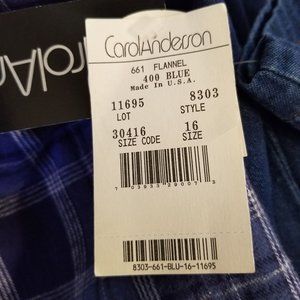 CarolAnderson
661 FLANNEL
400 BLUE
Made In U.S.A.
11695 8303
LOT STYLE
30416 16
SIZE CODE SIZE
8303-661-BLU-16-11695